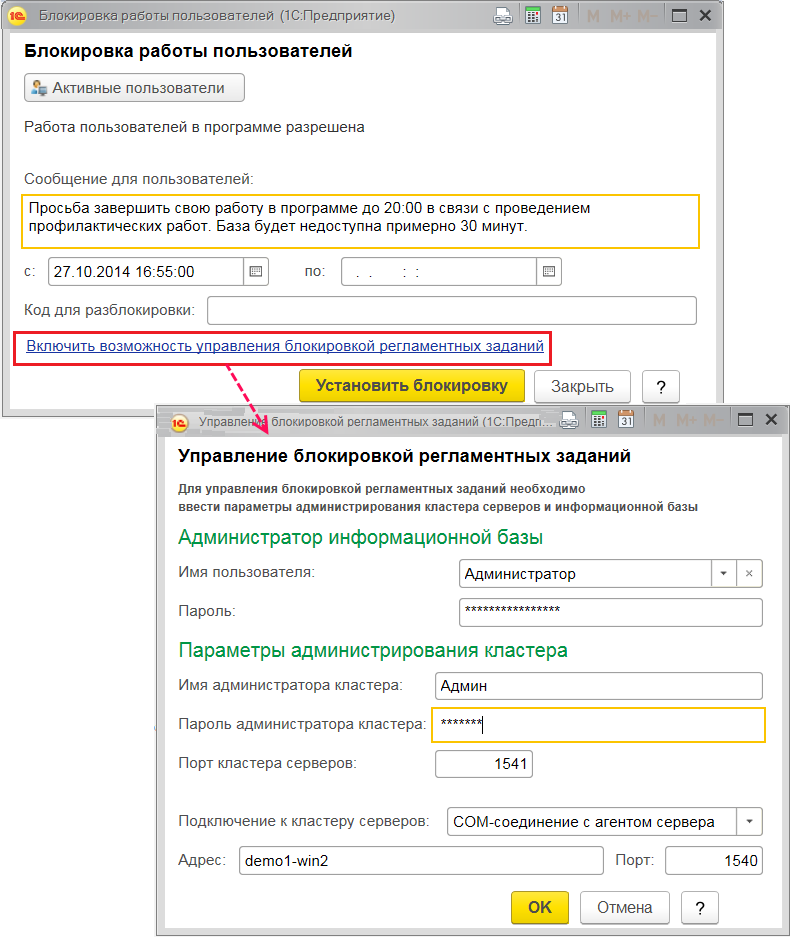 Блокировка работы пользователей (1С:Предприятие)
31 M M+ M-
Блокировка работы пользователей
Активные пользователи
Работа пользователей в программе разрешена
Сообщение для пользователей:
Просьба завершить свою работу в программе до 20:00 в связи с проведением
профилактических работ. База будет недоступна примерно 30 минут.
с: 27.10.2014 16:55:00 по: . . : :
Код для разблокировки:
Включить возможность управления блокировкой регламентных заданий
Установить блокировку Закрыть ?
Управление блокировкой регламентных заданий (1С:Предп... 31 M M+ M-
Управление блокировкой регламентных заданий
Для управления блокировкой регламентных заданий необходимо
ввести параметры администрирования кластера серверов и информационной базы
Администратор информационной базы
Имя пользователя: Администратор
Пароль: ****************
Параметры администрирования кластера
Имя администратора кластера: Админ
Пароль администратора кластера: *******
Порт кластера серверов: 1541
Подключение к кластеру серверов: COM-соединение с агентом сервера
Адрес: demo1-win2 Порт: 1540
OK Отмена ?